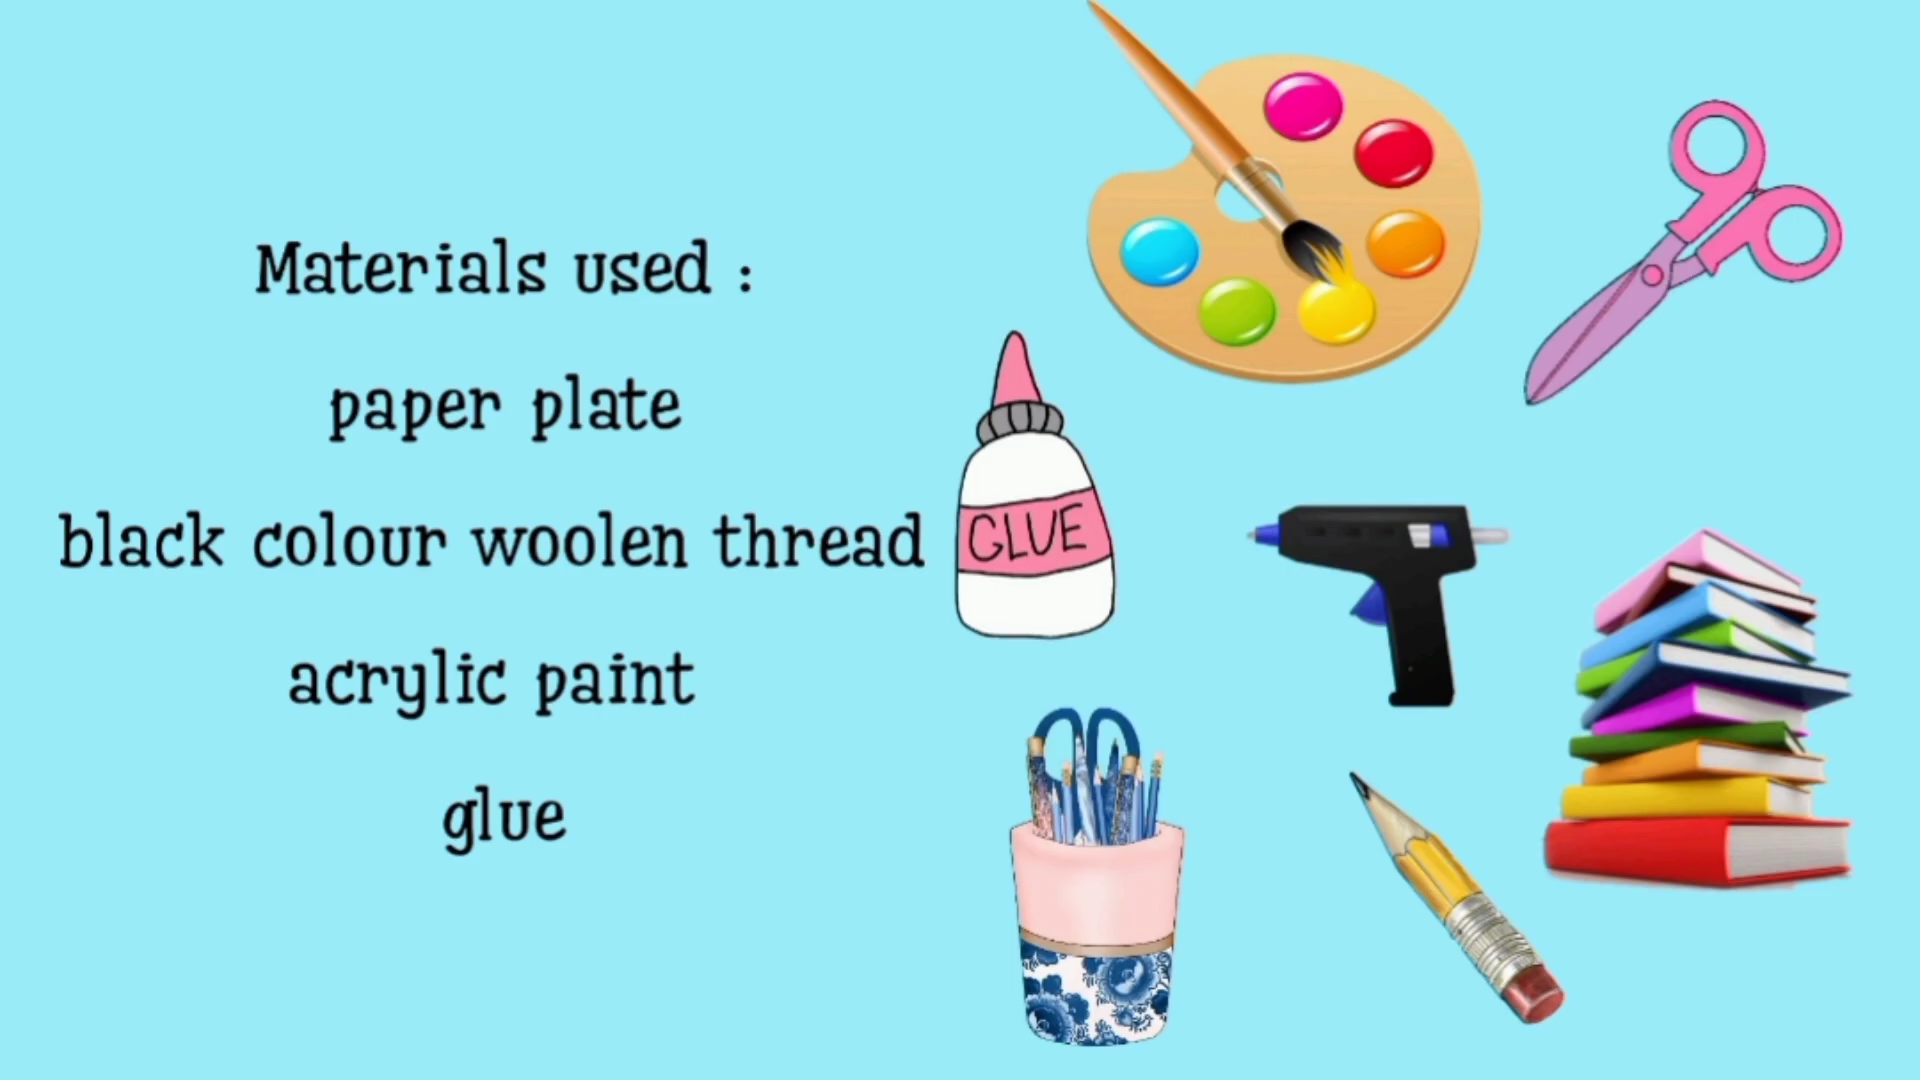 Materials used :
paper plate
black colour woolen thread
acrylic paint
glue
GLUE